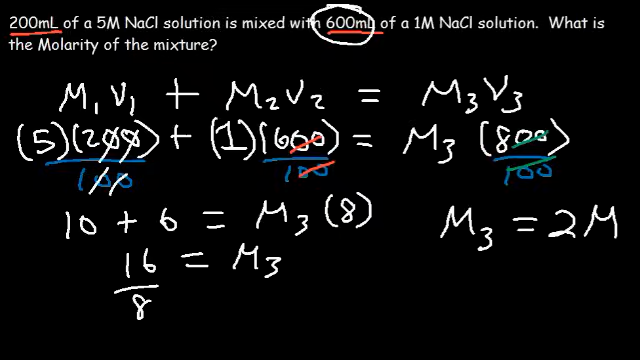 200mL of a 5M NaCl solution is mixed with 600mL of a 1M NaCl solution. What is
the Molarity of the mixture?
M₁V₁ + M₂V₂ = M₃V₃
(5)(200) + (1)(600) = M₃ (800)
100 100 100
10 + 6 = M₃(8)
16 = M₃
8
M₃ = 2M